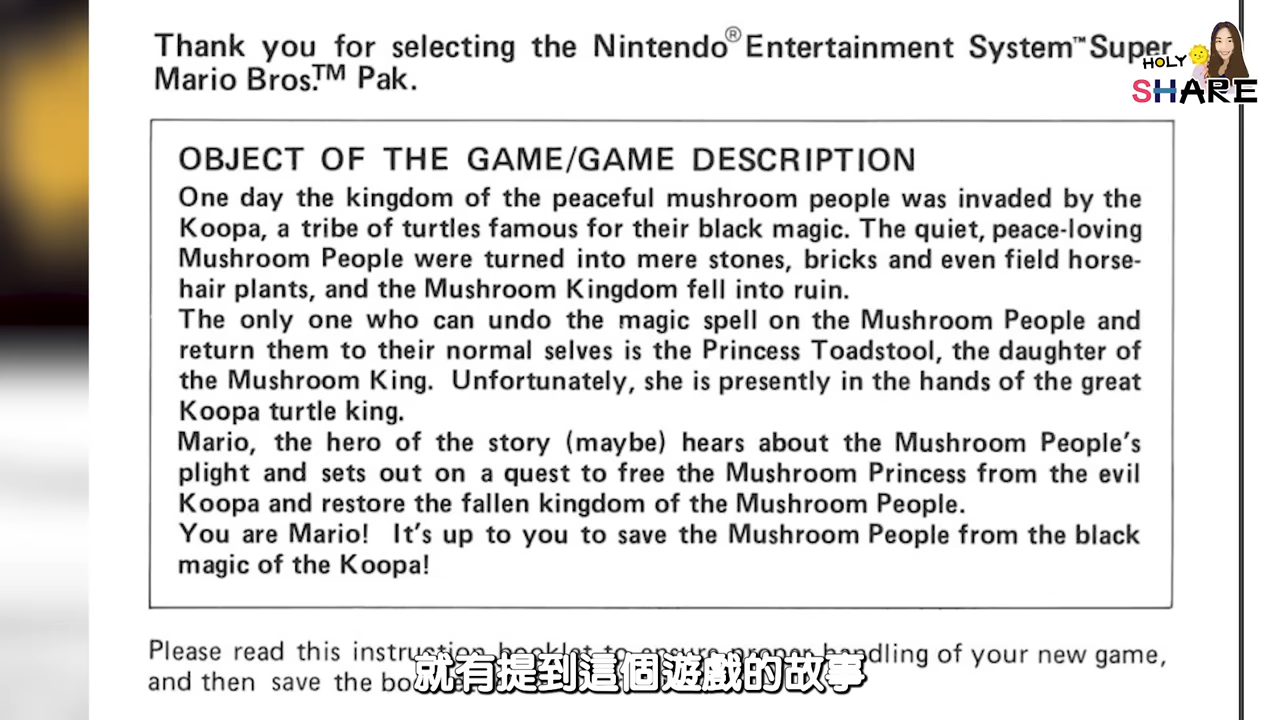 Thank you for selecting the Nintendo® Entertainment System™ Super
Mario Bros.™ Pak.
HOLY
SHARE
OBJECT OF THE GAME/GAME DESCRIPTION
One day the kingdom of the peaceful mushroom people was invaded by the
Koopa, a tribe of turtles famous for their black magic. The quiet, peace-loving
Mushroom People were turned into mere stones, bricks and even field horse-
hair plants, and the Mushroom Kingdom fell into ruin.
The only one who can undo the magic spell on the Mushroom People and
return them to their normal selves is the Princess Toadstool, the daughter of
the Mushroom King. Unfortunately, she is presently in the hands of the great
Koopa turtle king.
Mario, the hero of the story (maybe) hears about the Mushroom People's
plight and sets out on a quest to free the Mushroom Princess from the evil
Koopa and restore the fallen kingdom of the Mushroom People.
You are Mario! It's up to you to save the Mushroom People from the black
magic of the Koopa!
Please read this instruction booklet to ensure proper handling of your new game,
and then save the
就有提到這個遊戲的故事